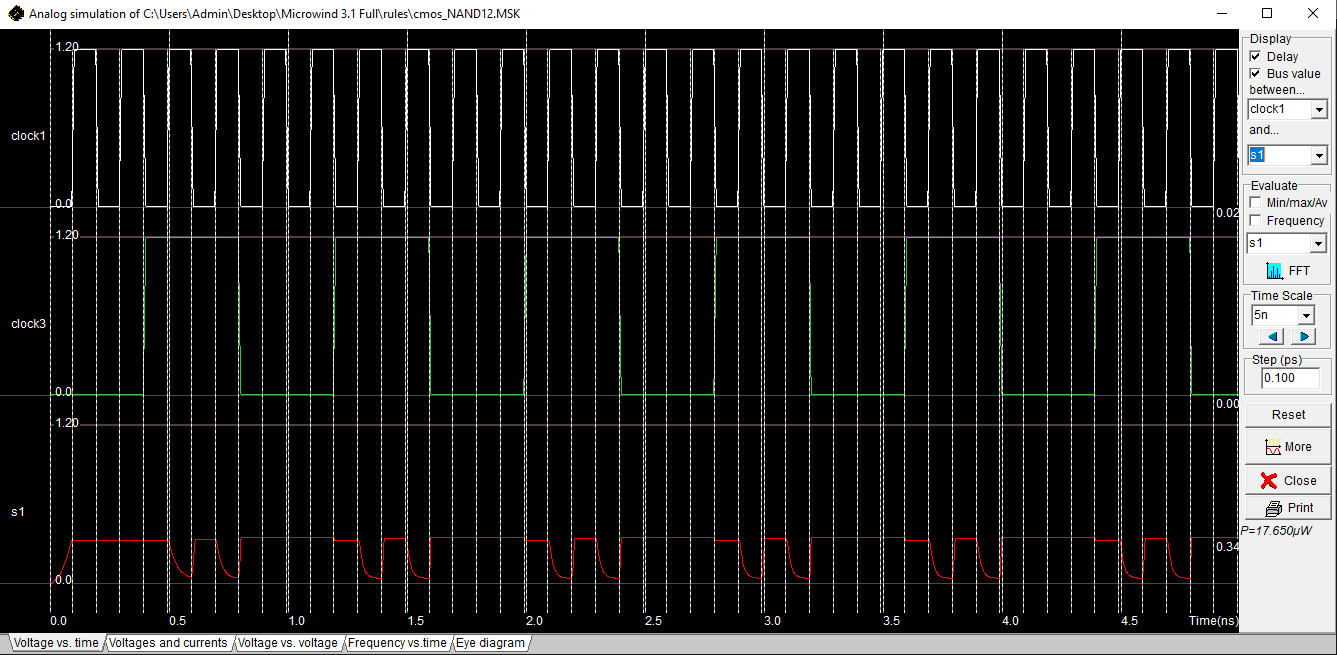 Analog simulation of C:\Users\Admin\Desktop\Microwind 3.1 Full\rules\cmos_NAND12.MSK
1.20
clock1
0.0
0.02
1.20
clock3
0.0
0.00
1.20
s1
0.34
0.0
0.0 0.5 1.0 1.5 2.0 2.5 3.0 3.5 4.0 4.5 Time(ns)
Voltage vs. time Voltages and currents Voltage vs. voltage Frequency vs.time Eye diagram
Display
Delay
Bus value
between...
clock1
and...
s1
Evaluate
Min/max/Av
Frequency
s1
FFT
Time Scale
5n
Step (ps)
0.100
Reset
More
Close
Print
P=17.650µW